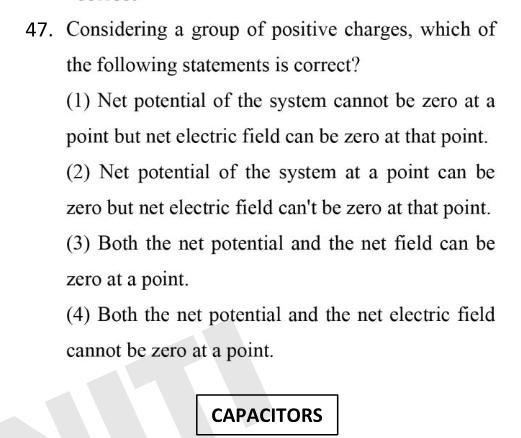 47. Considering a group of positive charges, which of
the following statements is correct?
(1) Net potential of the system cannot be zero at a
point but net electric field can be zero at that point.
(2) Net potential of the system at a point can be
zero but net electric field can't be zero at that point.
(3) Both the net potential and the net field can be
zero at a point.
(4) Both the net potential and the net electric field
cannot be zero at a point.
CAPACITORS